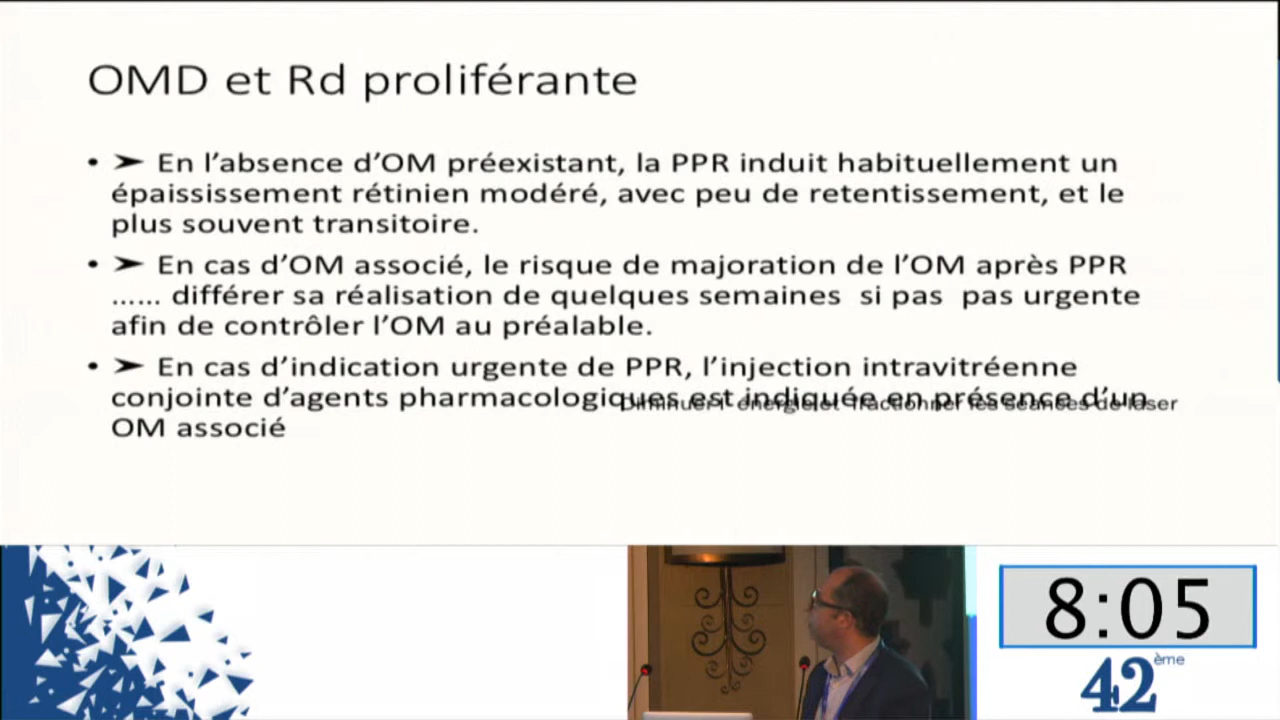 OMD et Rd proliférante
• ➤ En l’absence d’OM préexistant, la PPR induit habituellement un
épaississement rétinien modéré, avec peu de retentissement, et le
plus souvent transitoire.
• ➤ En cas d’OM associé, le risque de majoration de l’OM après PPR
…… différer sa réalisation de quelques semaines si pas pas urgente
afin de contrôler l’OM au préalable.
• ➤ En cas d’indication urgente de PPR, l’injection intravitréenne
conjointe d’agents pharmacologiques est indiquée en présence d’un
Diminuer l’énergie et fractionner les séances de laser
OM associé
8:05
42ème